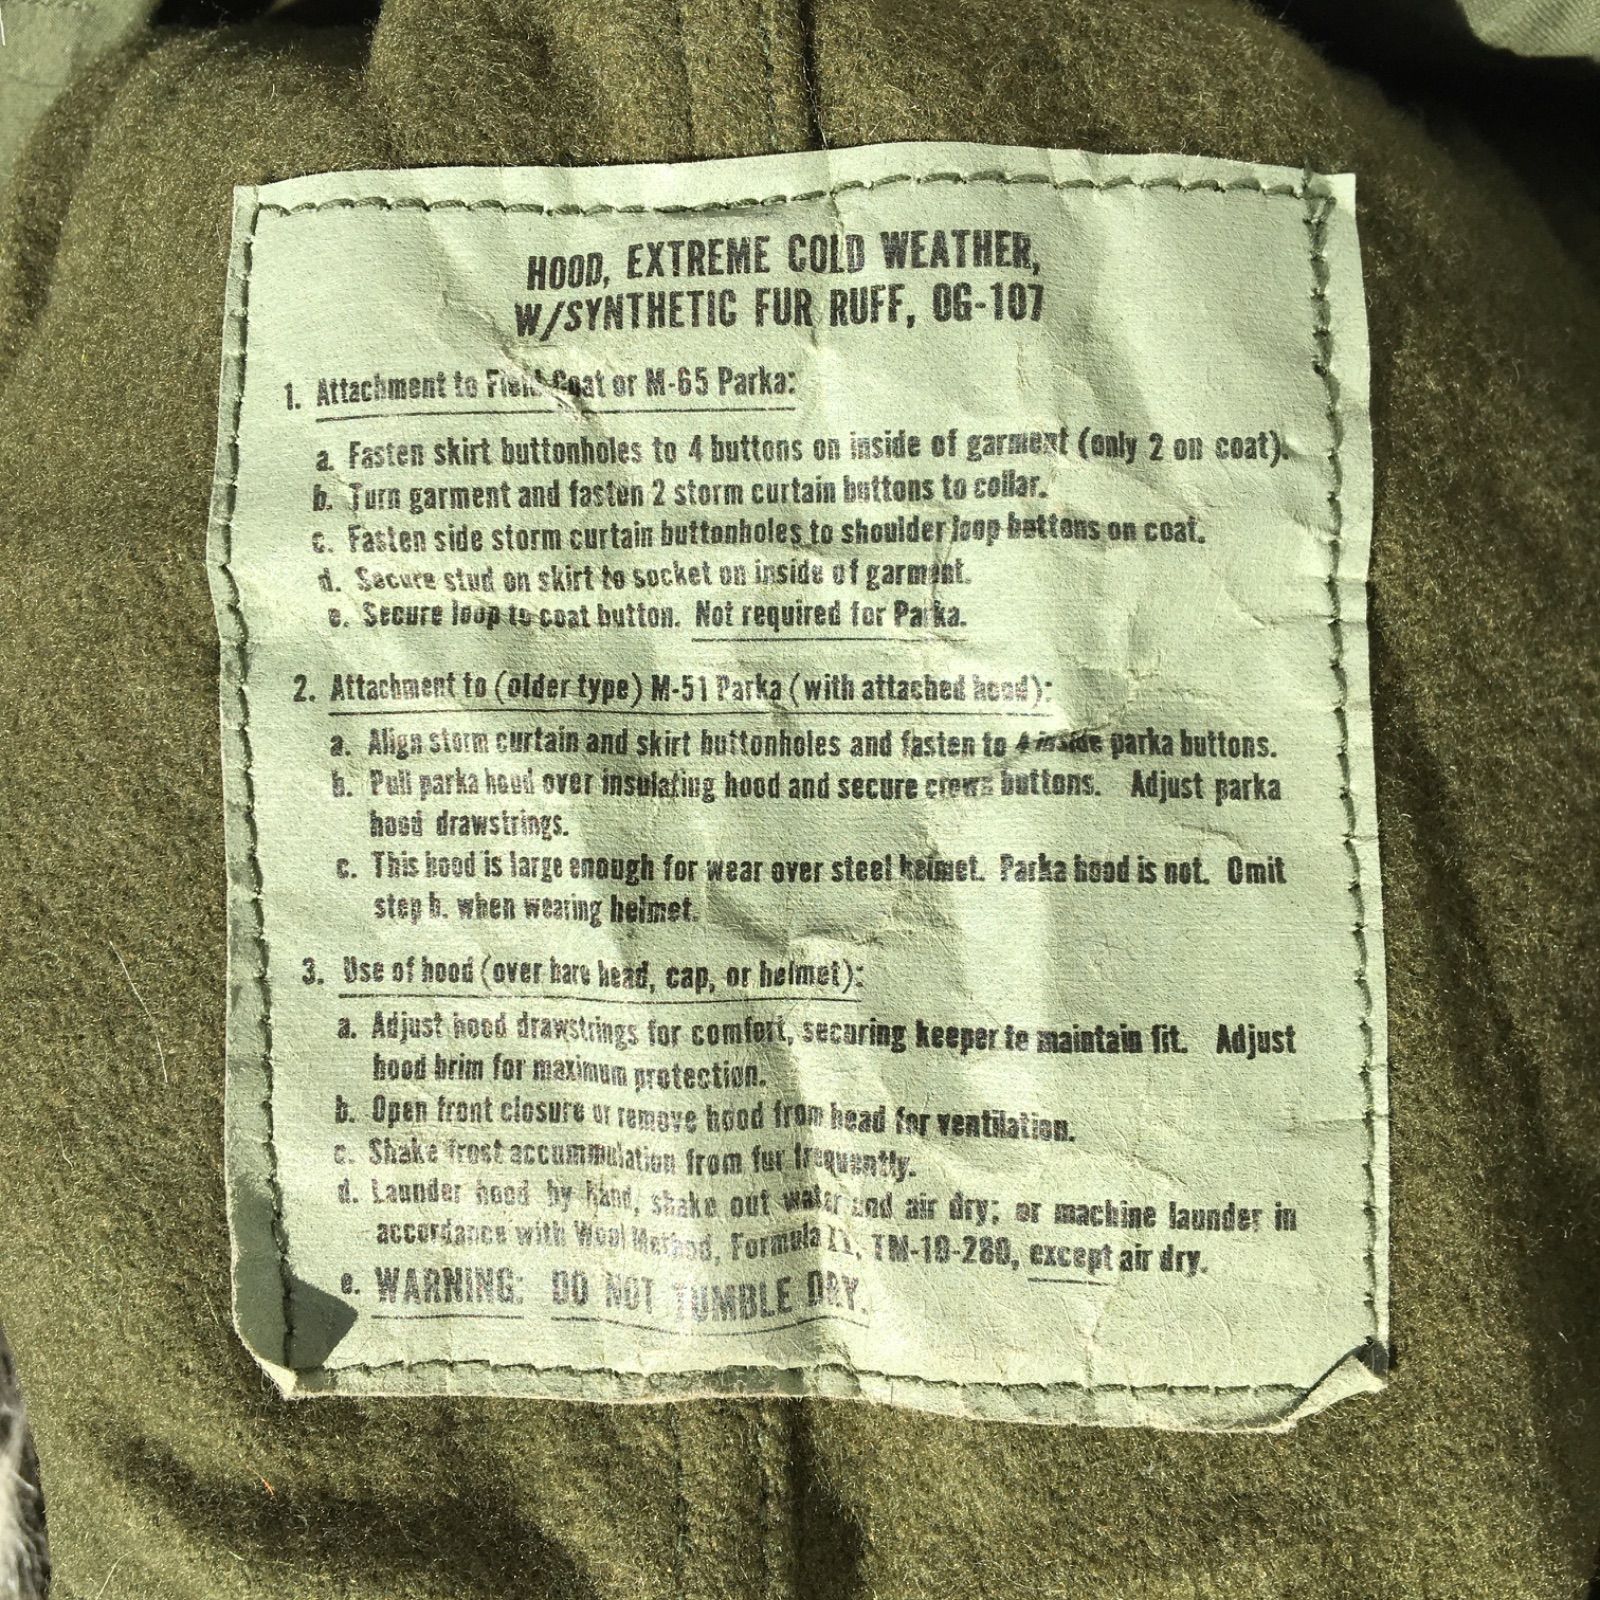 HOOD, EXTREME COLD WEATHER,
W/SYNTHETIC FUR RUFF, OG-107
1. Attachment to Field Coat or M-65 Parka:
a. Fasten skirt buttonholes to 4 buttons on inside of garment (only 2 on coat).
b. Turn garment and fasten 2 storm curtain buttons to collar.
c. Fasten side storm curtain buttonholes to shoulder loop buttons on coat.
d. Secure stud on skirt to socket on inside of garment.
e. Secure loop to coat button. Not required for Parka.
2. Attachment to (older type) M-51 Parka (with attached hood):
a. Align storm curtain and skirt buttonholes and fasten to 4 inside parka buttons.
b. Pull parka hood over insulating hood and secure crown buttons. Adjust parka
hood drawstrings.
c. This hood is large enough for wear over steel helmet. Parka hood is not. Omit
step b. when wearing helmet.
3. Use of hood (over bare head, cap, or helmet):
a. Adjust hood drawstrings for comfort, securing keeper to maintain fit. Adjust
hood brim for maximum protection.
b. Open front closure or remove hood from head for ventilation.
c. Shake frost accummulation from fur frequently.
d. Launder hood by hand, shake out water and air dry; or machine launder in
accordance with Wool Method, Formula II, TM-10-280, except air dry.
e. WARNING: DO NOT TUMBLE DRY.